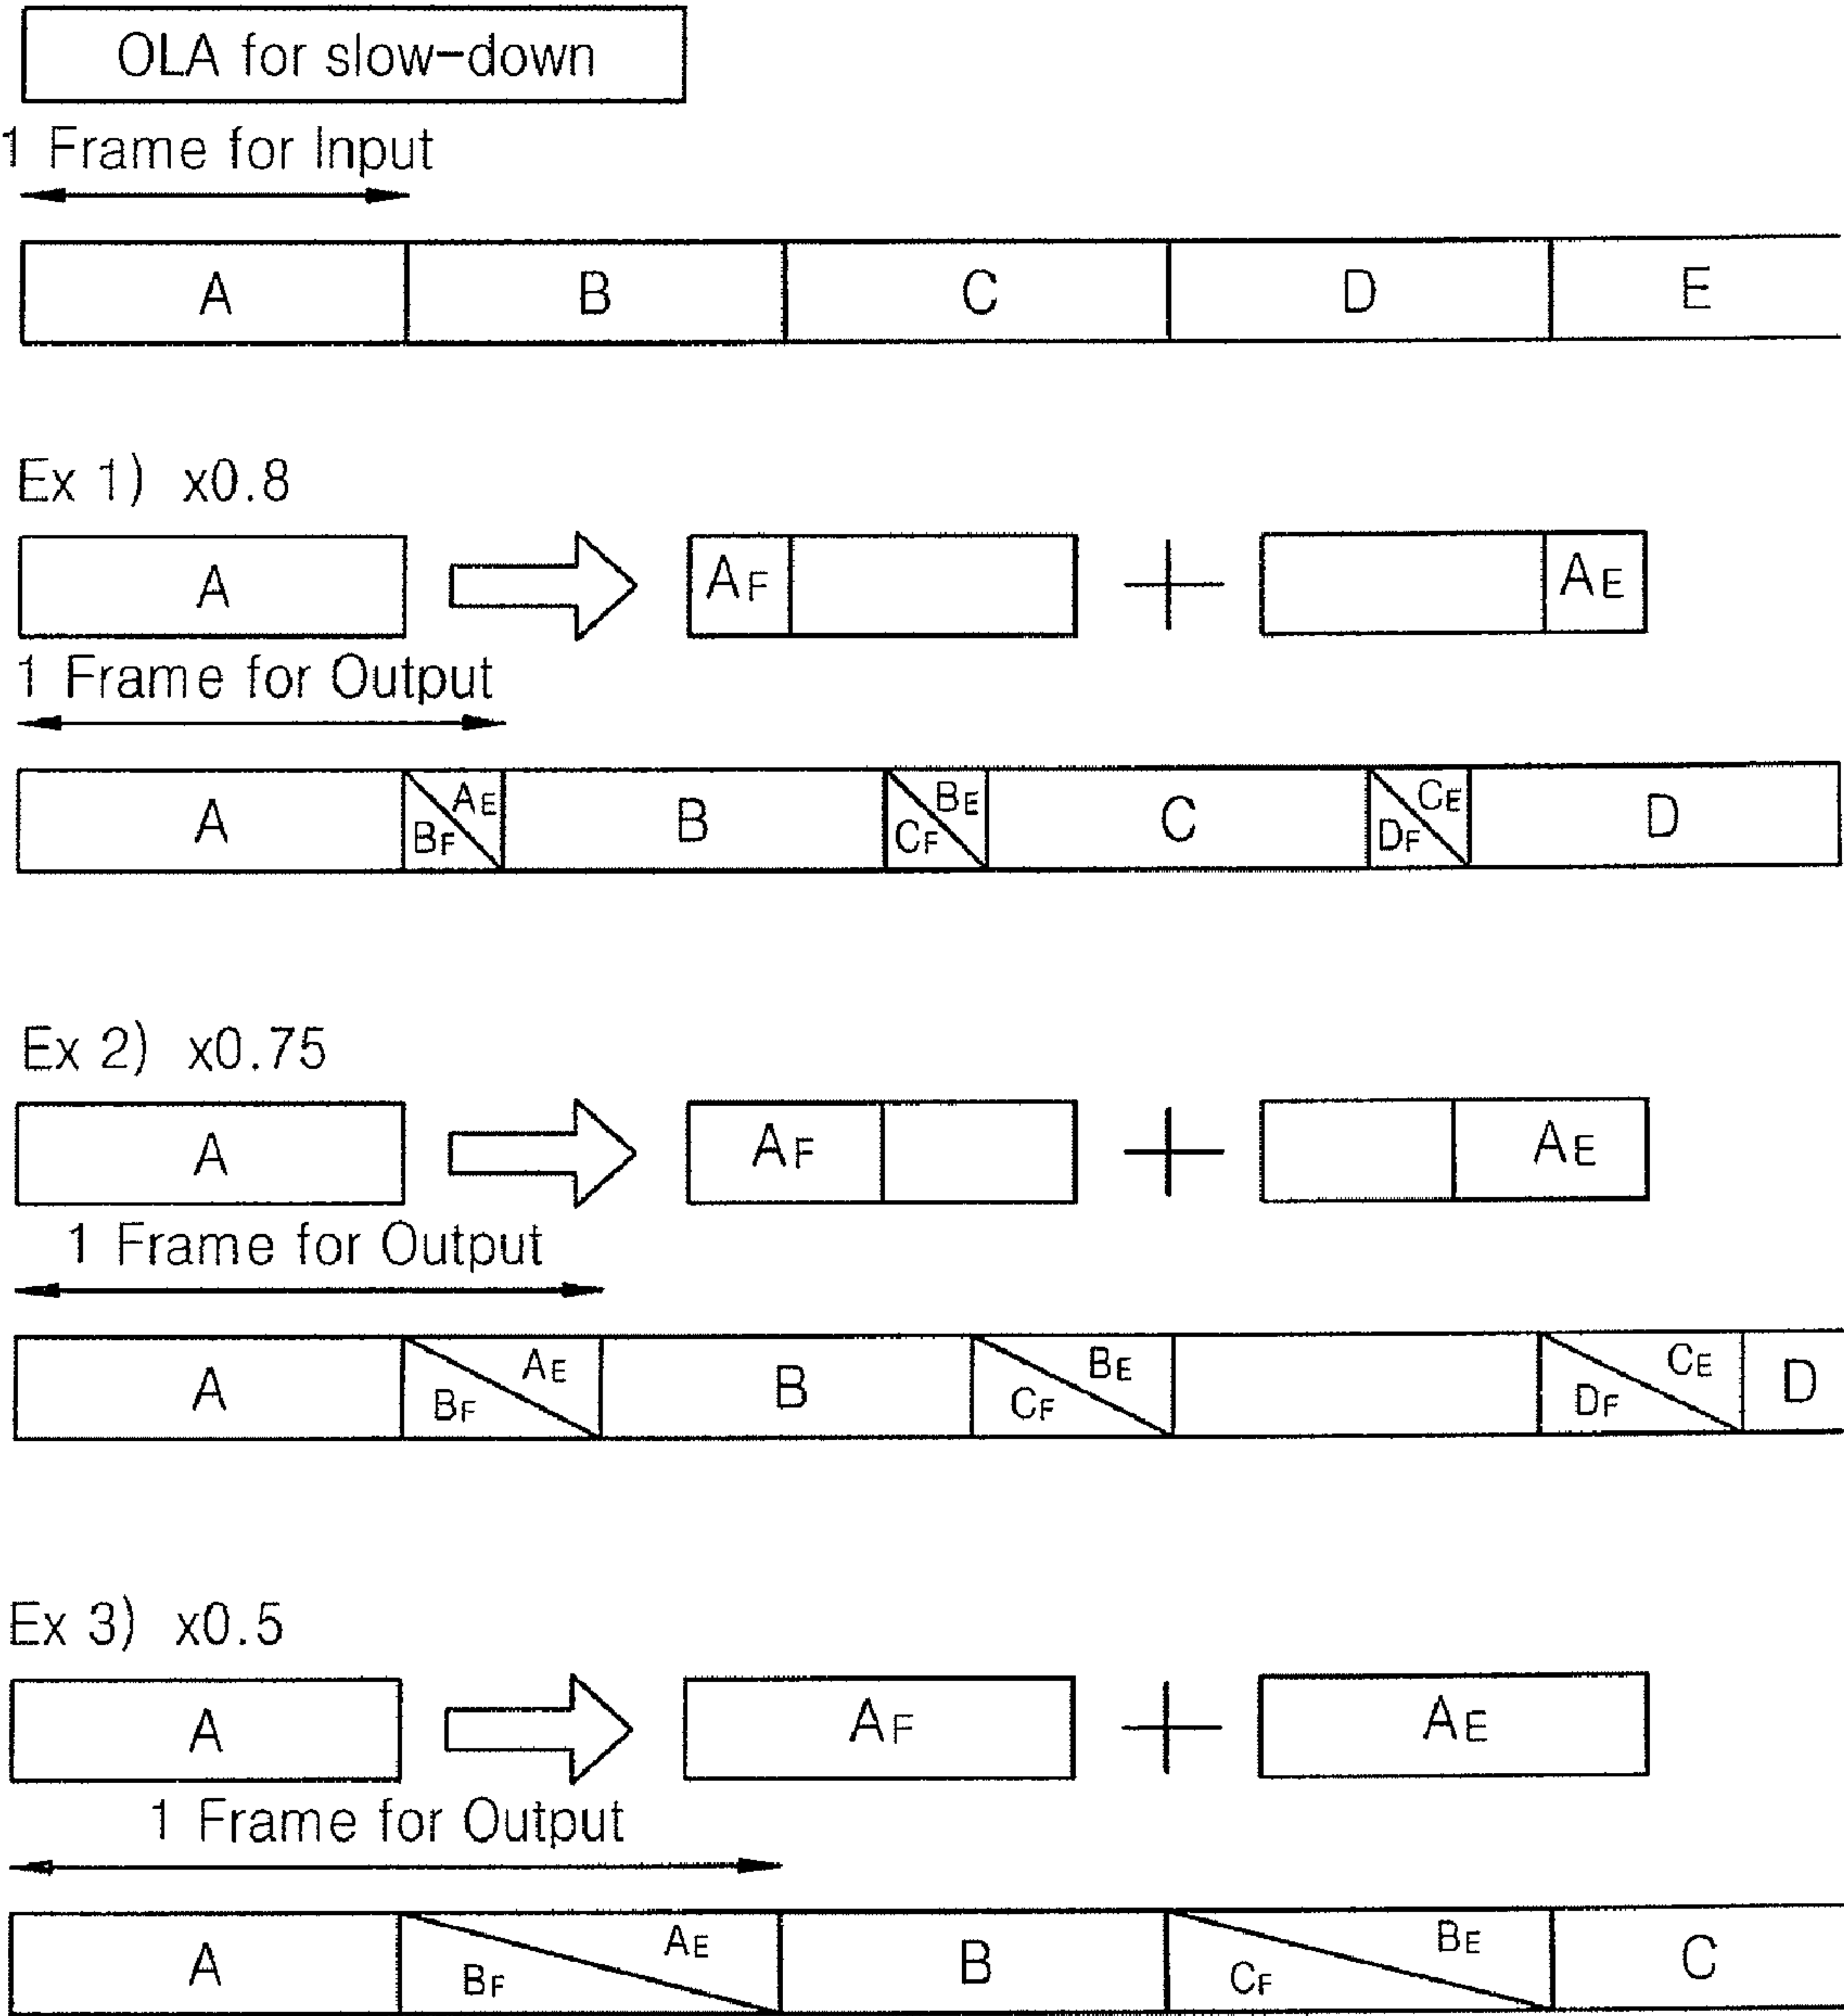 OLA for slow-down
1 Frame for Input
A B C D E
Ex 1) x0.8
A AF + AE
1 Frame for Output
A BF AE B CF BE C DF CE D
Ex 2) x0.75
A AF + AE
1 Frame for Output
A BF AE B CF BE DF CE D
Ex 3) x0.5
A AF + AE
1 Frame for Output
A BF AE B CF BE C